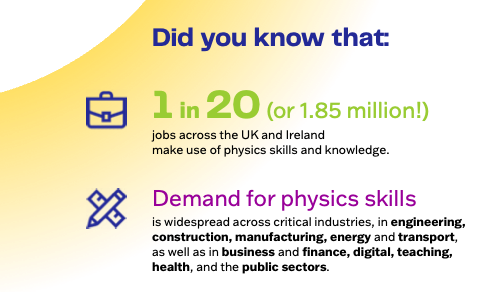 Did you know that:
1 in 20 (or 1.85 million!)
jobs across the UK and Ireland
make use of physics skills and knowledge.
Demand for physics skills
is widespread across critical industries, in engineering,
construction, manufacturing, energy and transport,
as well as in business and finance, digital, teaching,
health, and the public sectors.